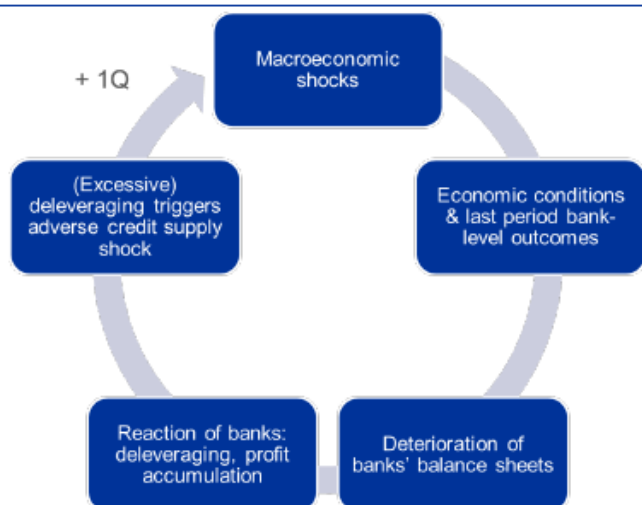 Macroeconomic
shocks
+ 1Q
Economic conditions
& last period bank-
level outcomes
Deterioration of
banks' balance sheets
Reaction of banks:
deleveraging, profit
accumulation
(Excessive)
deleveraging triggers
adverse credit supply
shock